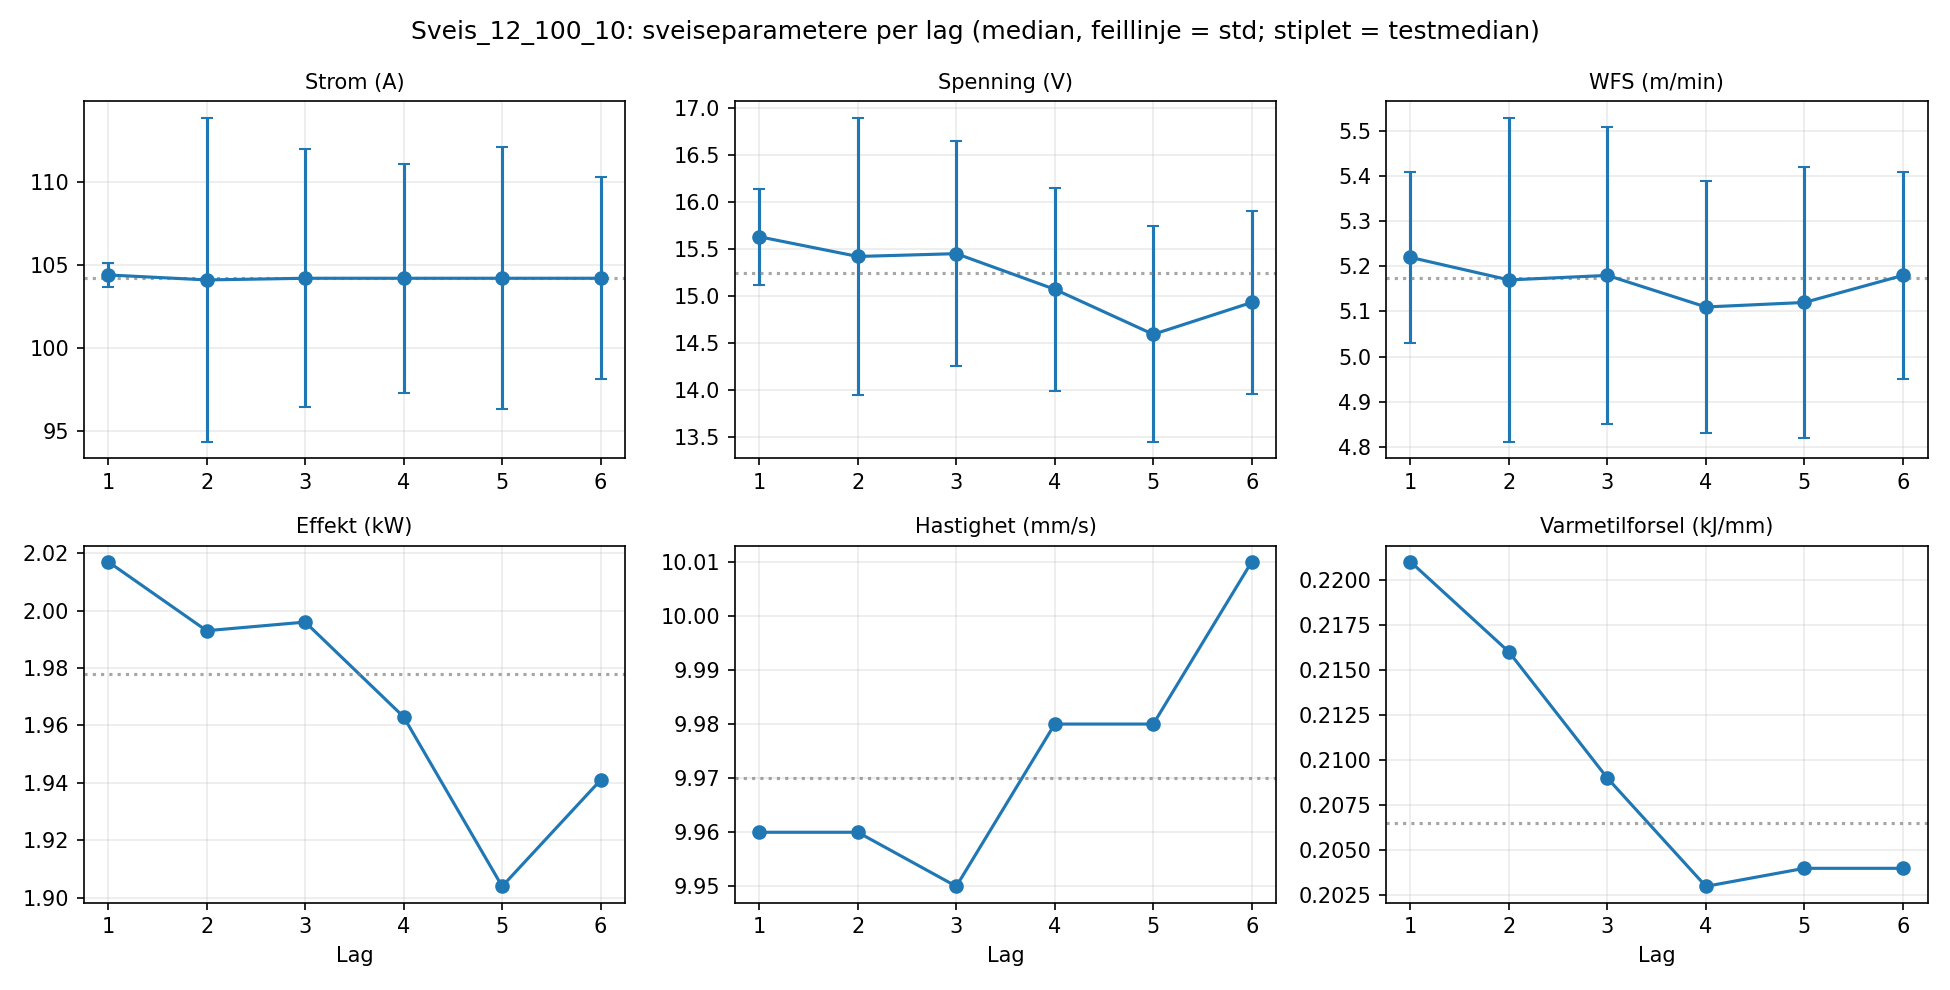 Sveis_12_100_10: sveiseparametere per lag (median, feillinje = std; stiplet = testmedian)
Strom (A)
110
105
100
95
1 2 3 4 5 6
Spenning (V)
17.0
16.5
16.0
15.5
15.0
14.5
14.0
13.5
1 2 3 4 5 6
WFS (m/min)
5.5
5.4
5.3
5.2
5.1
5.0
4.9
4.8
1 2 3 4 5 6
Effekt (kW)
2.02
2.00
1.98
1.96
1.94
1.92
1.90
1 2 3 4 5 6
Lag
Hastighet (mm/s)
10.01
10.00
9.99
9.98
9.97
9.96
9.95
1 2 3 4 5 6
Lag
Varmetilforsel (kJ/mm)
0.2200
0.2175
0.2150
0.2125
0.2100
0.2075
0.2050
0.2025
1 2 3 4 5 6
Lag